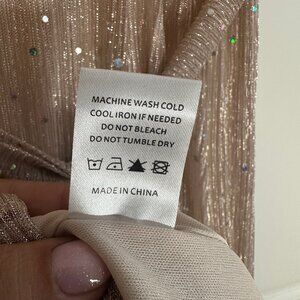 MACHINE WASH COLD
COOL IRON IF NEEDED
DO NOT BLEACH
DO NOT TUMBLE DRY
MADE IN CHINA